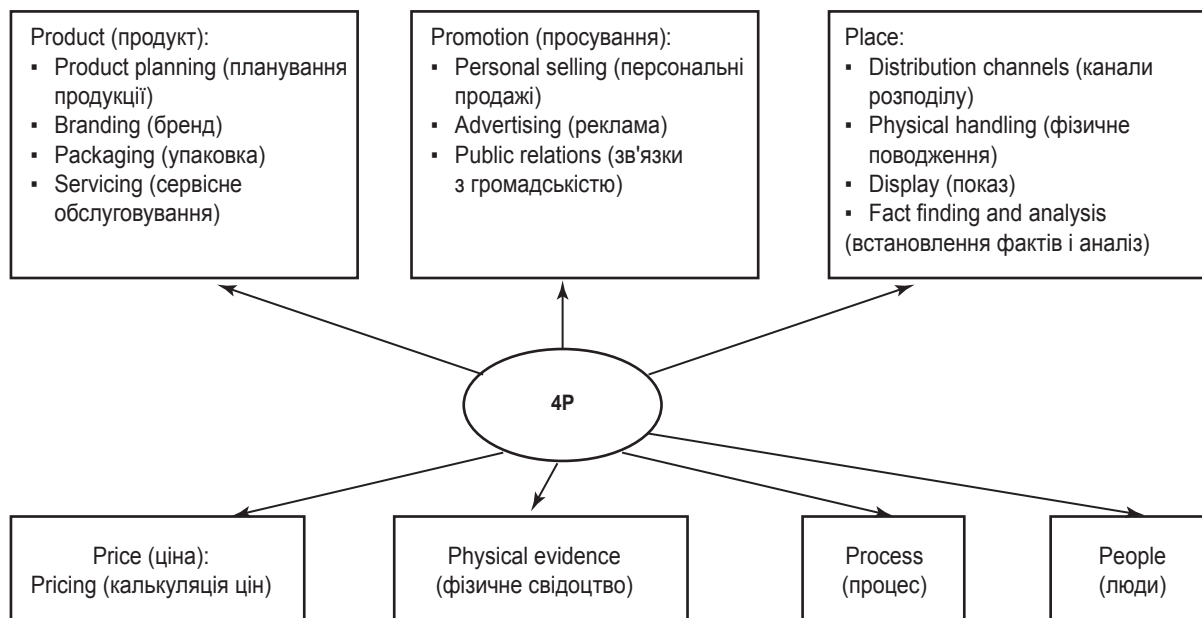 Product (продукт):
▪ Product planning (планування
продукції)
▪ Branding (бренд)
▪ Packaging (упаковка)
▪ Servicing (сервісне
обслуговування)
Promotion (просування):
▪ Personal selling (персональні
продажі)
▪ Advertising (реклама)
▪ Public relations (зв'язки
з громадськістю)
Place:
▪ Distribution channels (канали
розподілу)
▪ Physical handling (фізичне
поводження)
▪ Display (показ)
▪ Fact finding and analysis
(встановлення фактів і аналіз)
4P
Price (ціна):
Pricing (калькуляція цін)
Physical evidence
(фізичне свідоцтво)
Process
(процес)
People
(люди)